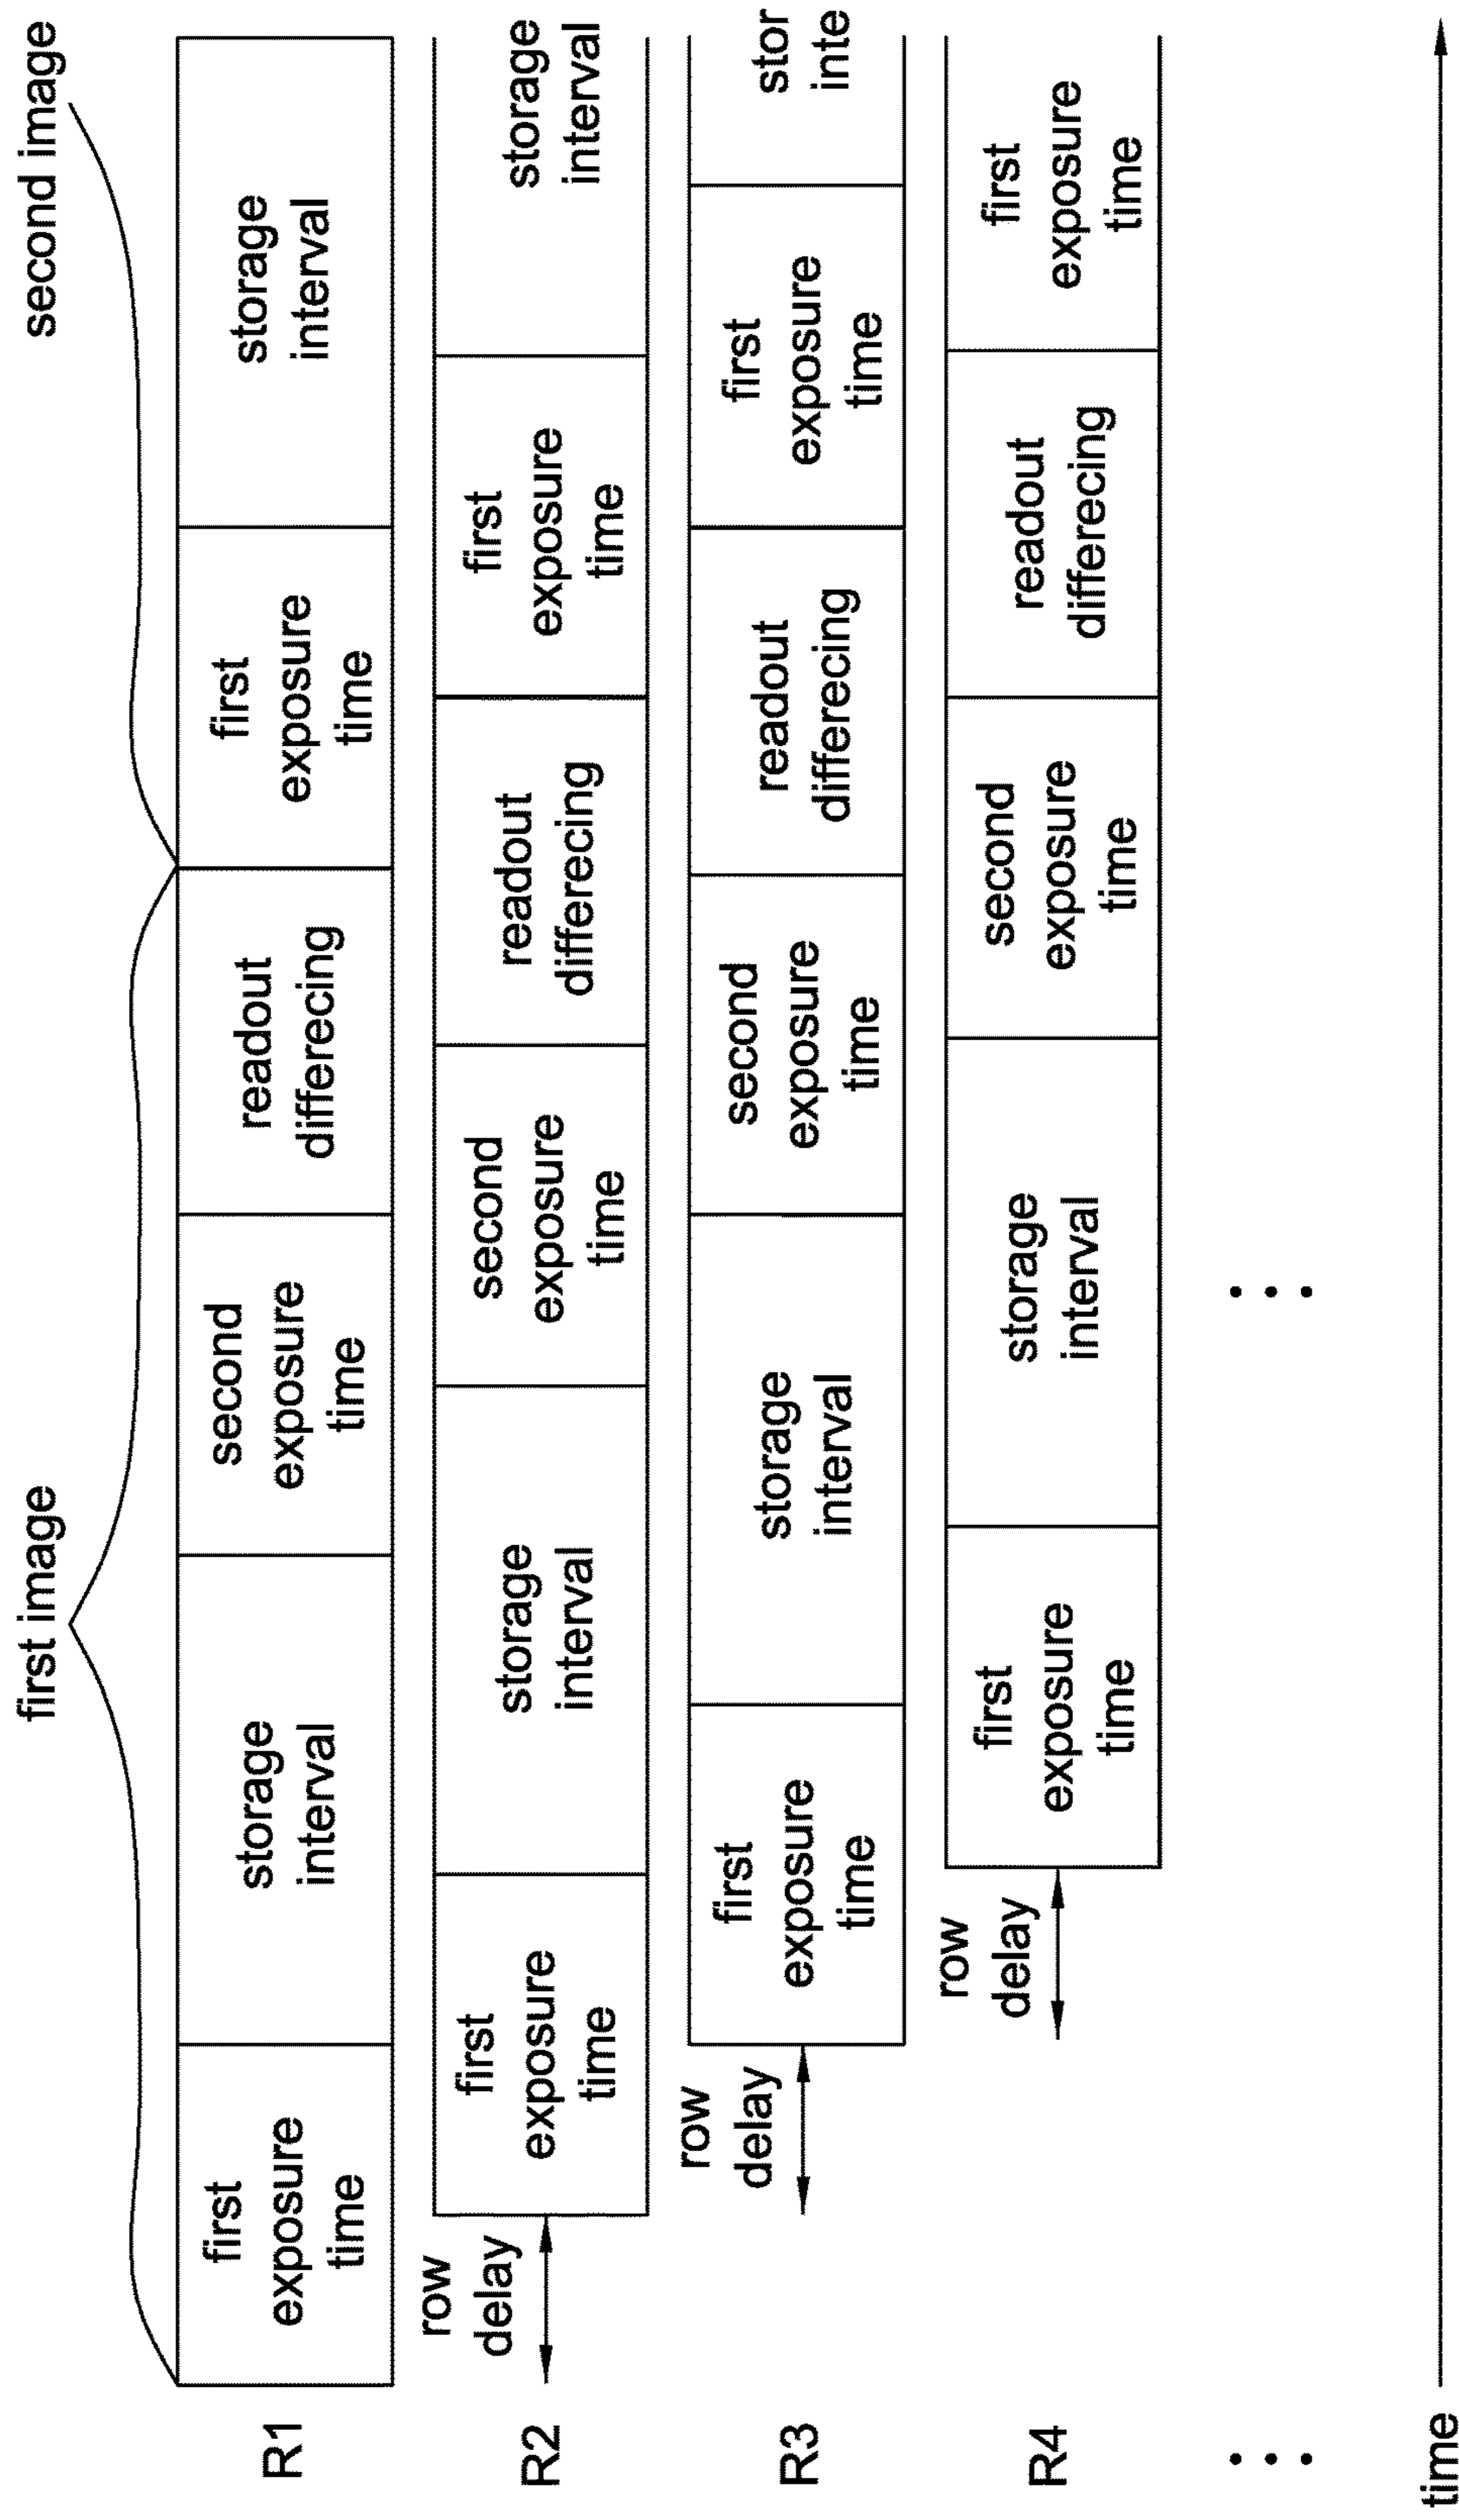 first image
second image
R1
first
exposure
time
storage
interval
second
exposure
time
readout
differecing
first
exposure
time
storage
interval
row
delay
R2
first
exposure
time
storage
interval
second
exposure
time
readout
differecing
first
exposure
time
storage
interval
row
delay
R3
first
exposure
time
storage
interval
second
exposure
time
readout
differecing
first
exposure
time
stor
inte
row
delay
R4
first
exposure
time
storage
interval
second
exposure
time
readout
differecing
first
exposure
time
time